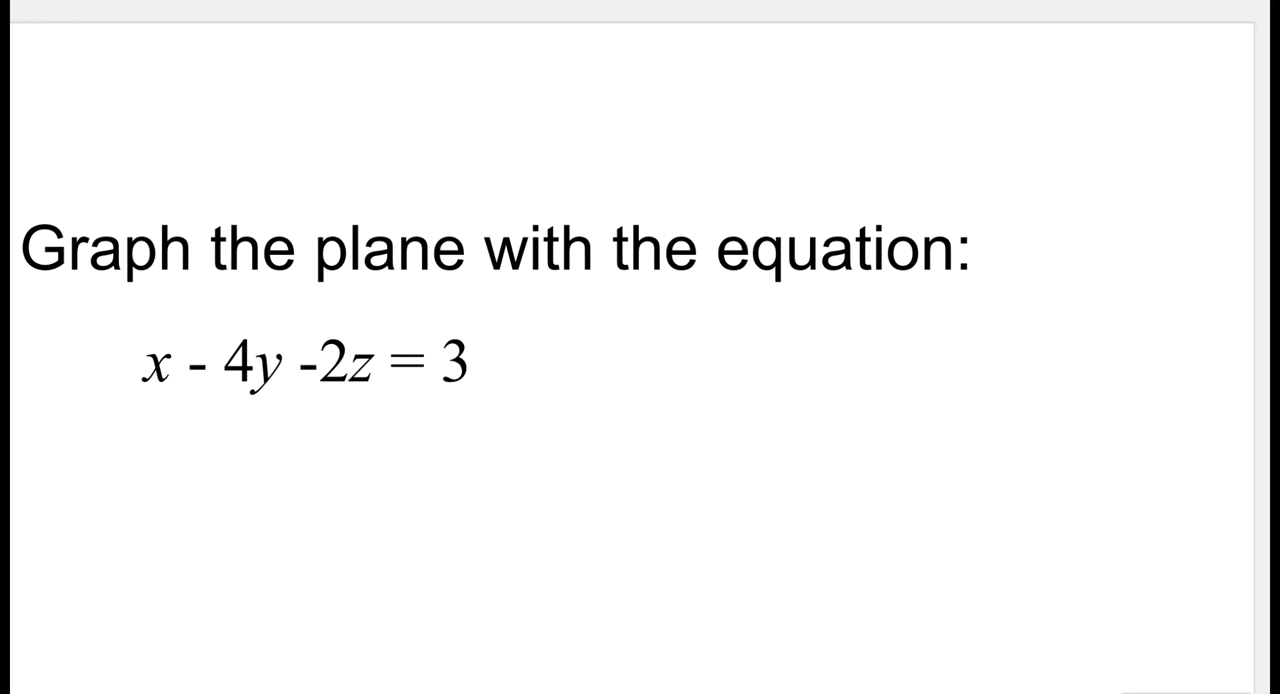 Graph the plane with the equation:
x - 4y -2z = 3